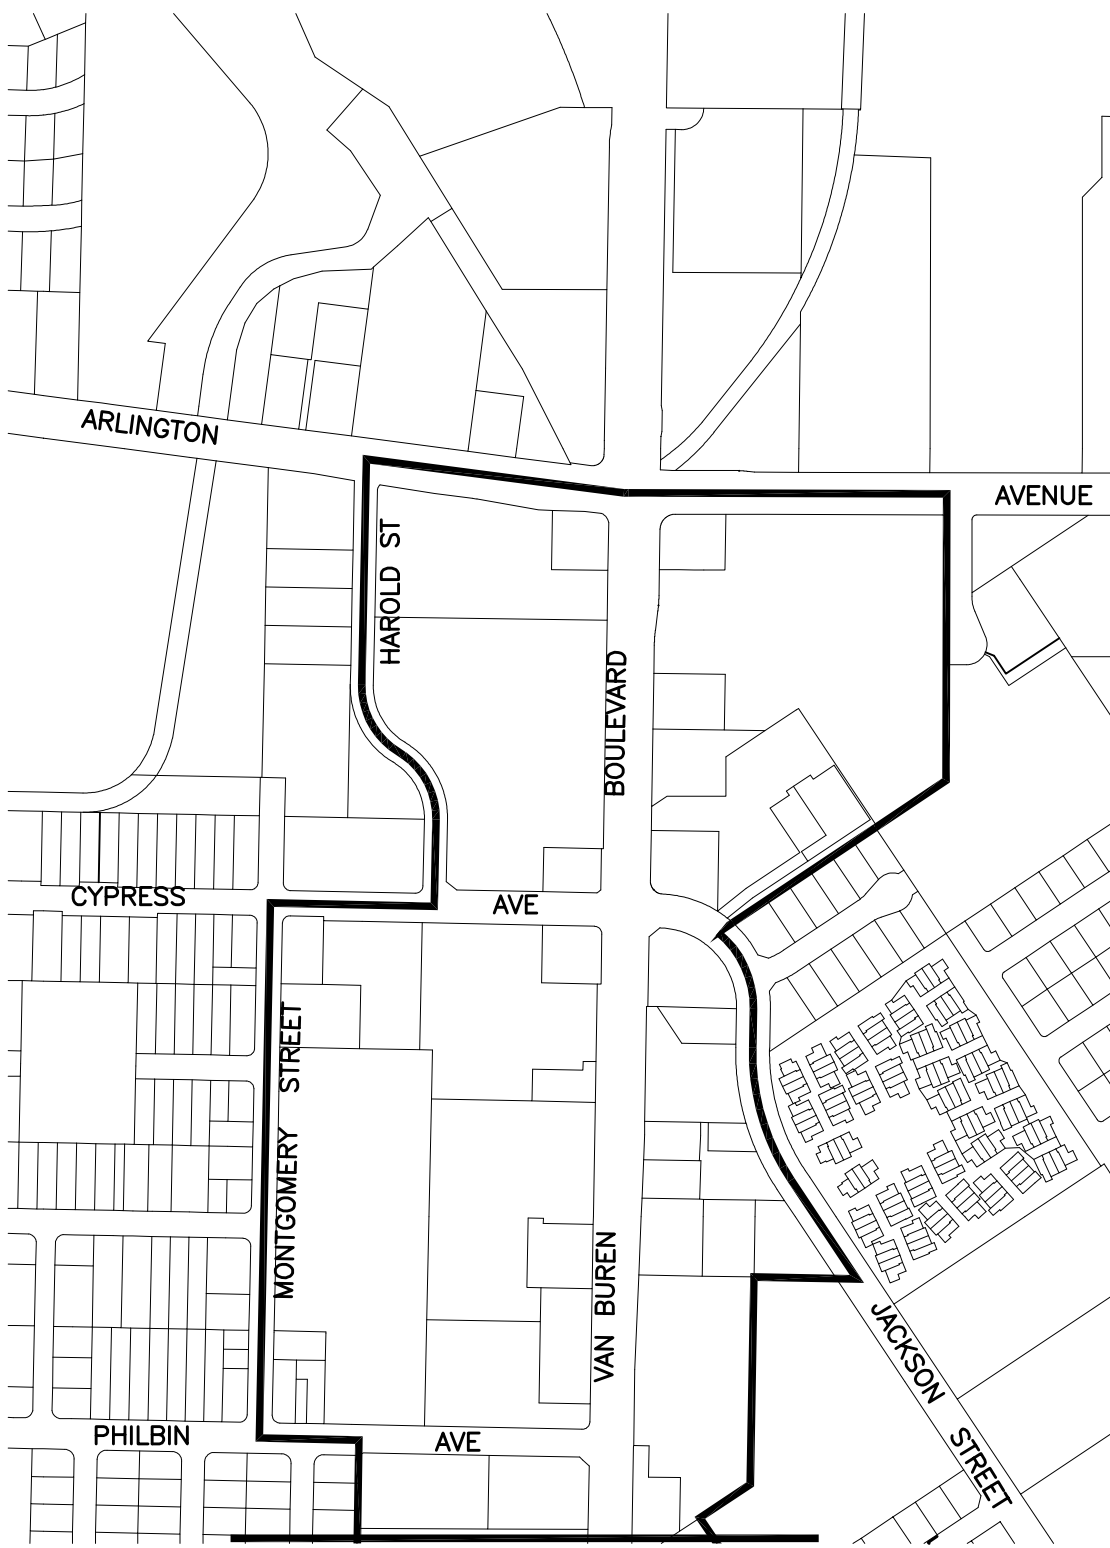 ARLINGTON
AVENUE
HAROLD ST
BOULEVARD
CYPRESS
AVE
MONTGOMERY STREET
VAN BUREN
JACKSON STREET
PHILBIN
AVE